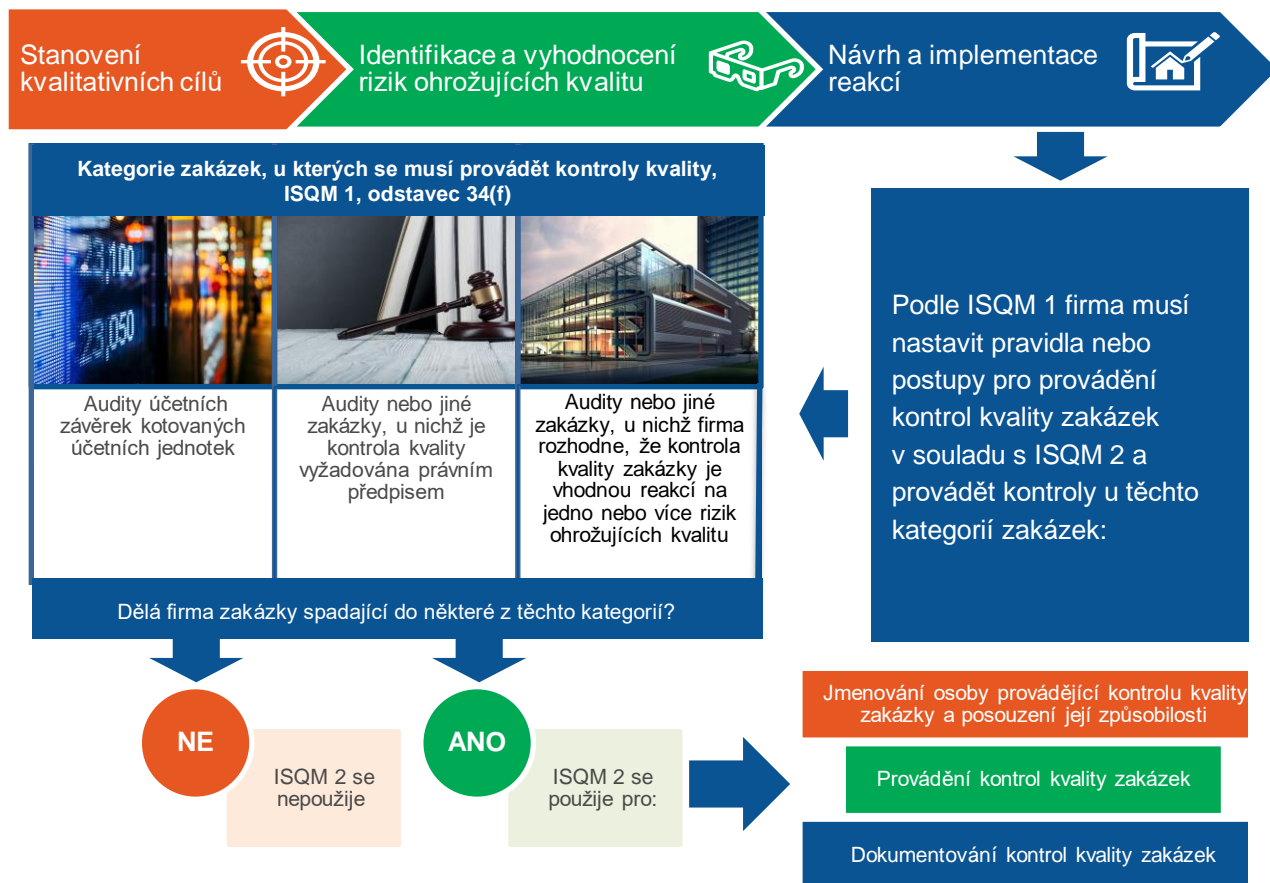 Stanovení
kvalitativních cílů
Identifikace a vyhodnocení
rizik ohrožujících kvalitu
Návrh a implementace
reakcí
Kategorie zakázek, u kterých se musí provádět kontroly kvality,
ISQM 1, odstavec 34(f)
23,100
23,050
Audity účetních
závěrek kotovaných
účetních jednotek
Audity nebo jiné
zakázky, u nichž je
kontrola kvality
vyžadována právním
předpisem
Audity nebo jiné
zakázky, u nichž firma
rozhodne, že kontrola
kvality zakázky je
vhodnou reakcí na
jedno nebo více rizik
ohrožujících kvalitu
Podle ISQM 1 firma musí
nastavit pravidla nebo
postupy pro provádění
kontrol kvality zakázek
v souladu s ISQM 2 a
provádět kontroly u těchto
kategorií zakázek:
Dělá firma zakázky spadající do některé z těchto kategorií?
NE
ISQM 2 se
nepoužije
ANO
ISQM 2 se
použije pro:
Jmenování osoby provádějící kontrolu kvality
zakázky a posouzení její způsobilosti
Provádění kontrol kvality zakázek
Dokumentování kontrol kvality zakázek